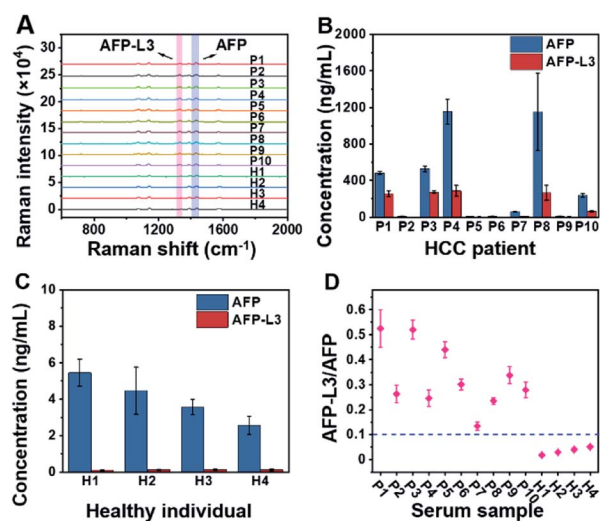 A
AFP-L3
AFP
Raman intensity (×10⁴)
30
25
20
15
10
5
0
P1
P2
P3
P4
P5
P6
P7
P8
P9
P10
H1
H2
H3
H4
800
1200
1600
2000
Raman shift (cm⁻¹)
B
AFP
AFP-L3
Concentration (ng/mL)
2000
1600
1200
800
400
0
P1 P2 P3 P4 P5 P6 P7 P8 P9 P10
HCC patient
C
AFP
AFP-L3
Concentration (ng/mL)
10
8
6
4
2
0
H1 H2 H3 H4
Healthy individual
D
AFP-L3/AFP
0.6
0.5
0.4
0.3
0.2
0.1
0.0
P1 P2 P3 P4 P5 P6 P7 P8 P9 P10 H1 H2 H3 H4
Serum sample